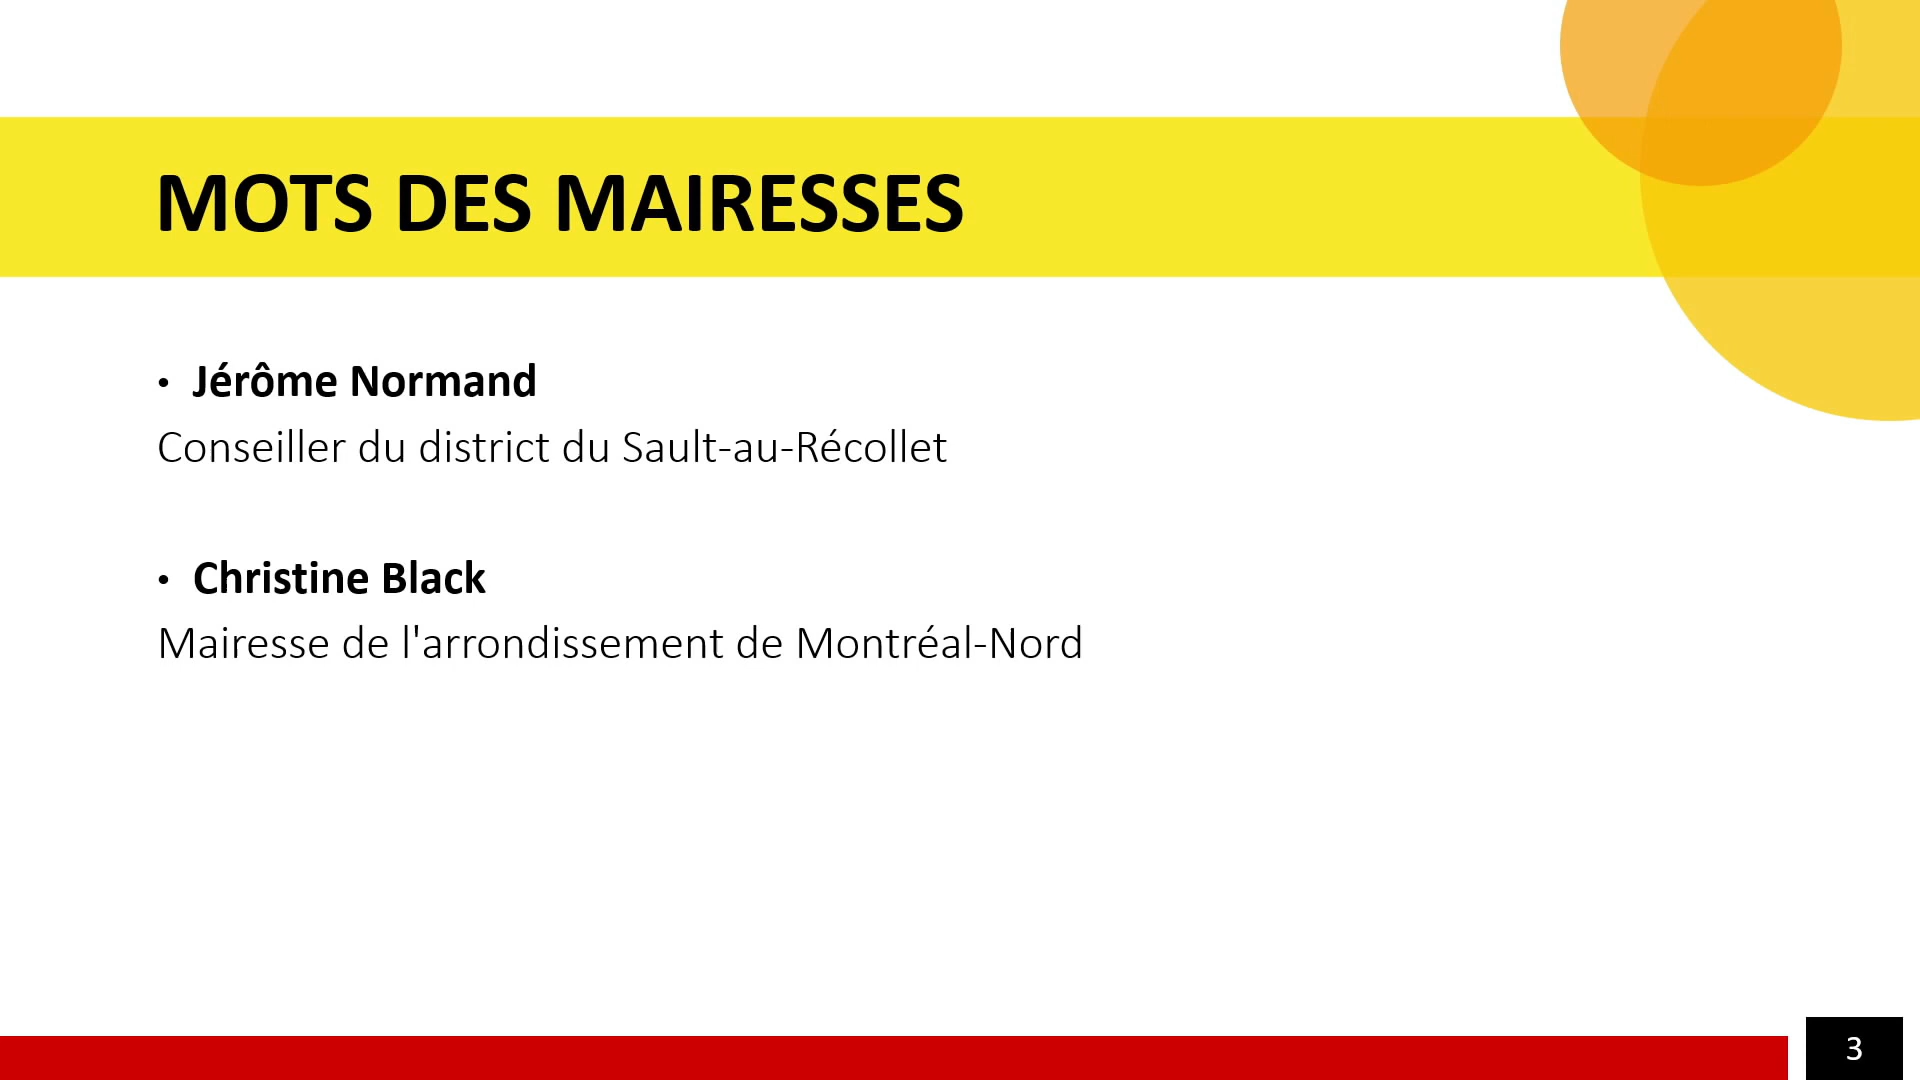 MOTS DES MAIRESSES
• Jérôme Normand
Conseiller du district du Sault-au-Récollet
• Christine Black
Mairesse de l'arrondissement de Montréal-Nord
3